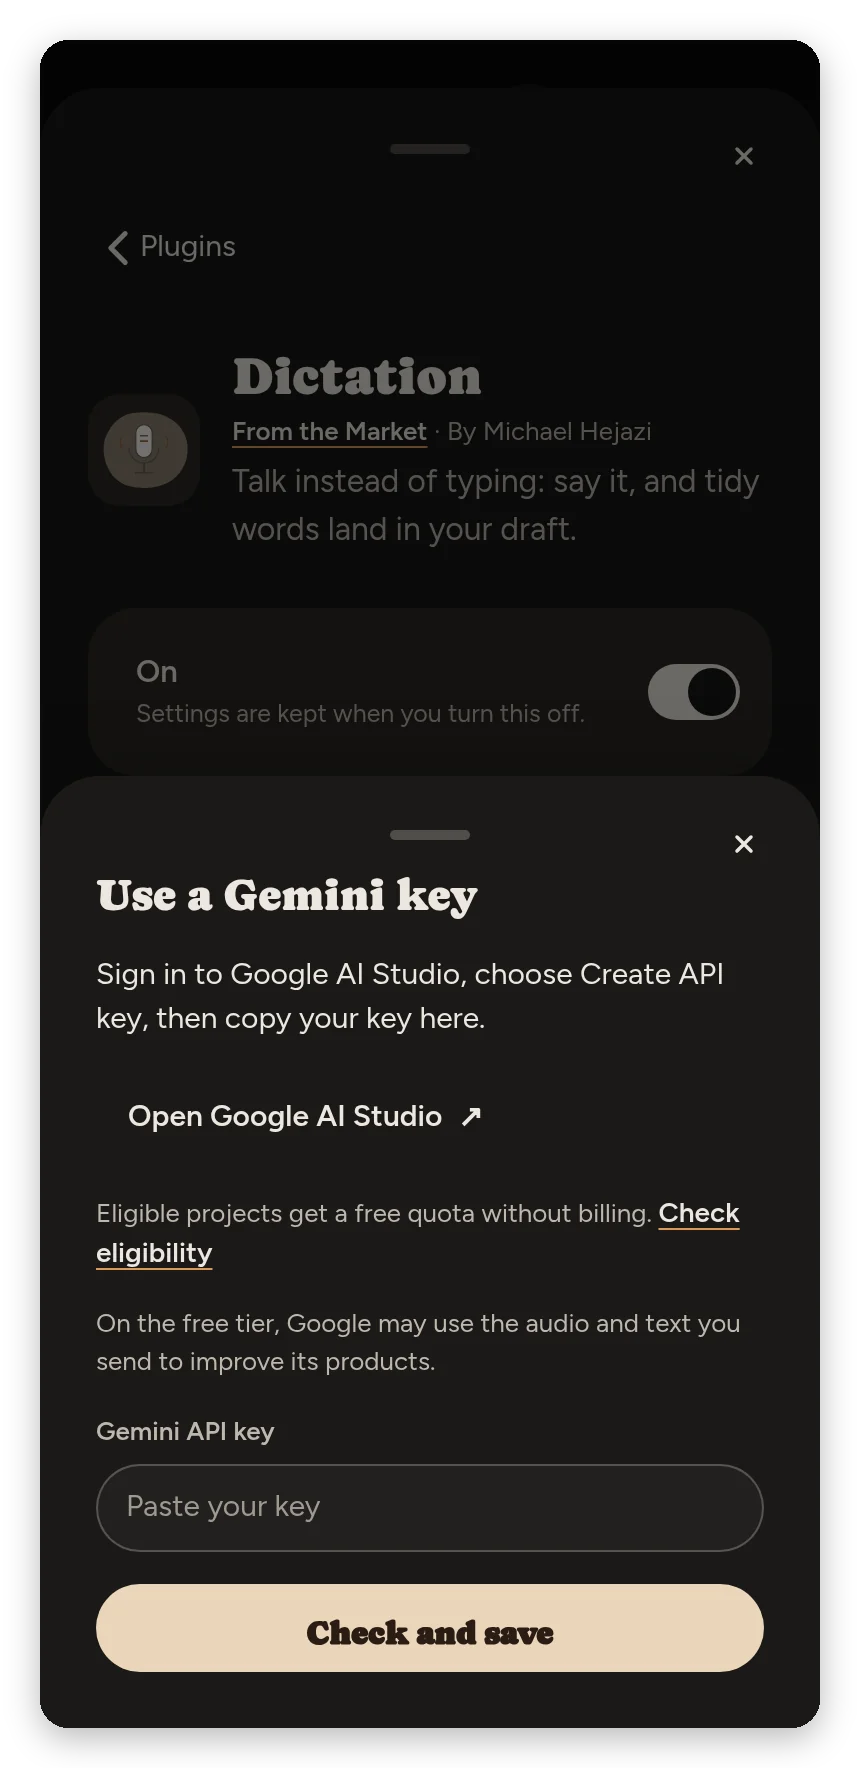 Plugins
Dictation
From the Market · By Michael Hejazi
Talk instead of typing: say it, and tidy
words land in your draft.
On
Settings are kept when you turn this off.
Use a Gemini key
Sign in to Google AI Studio, choose Create API
key, then copy your key here.
Open Google AI Studio ↗
Eligible projects get a free quota without billing. Check
eligibility
On the free tier, Google may use the audio and text you
send to improve its products.
Gemini API key
Paste your key
Check and save